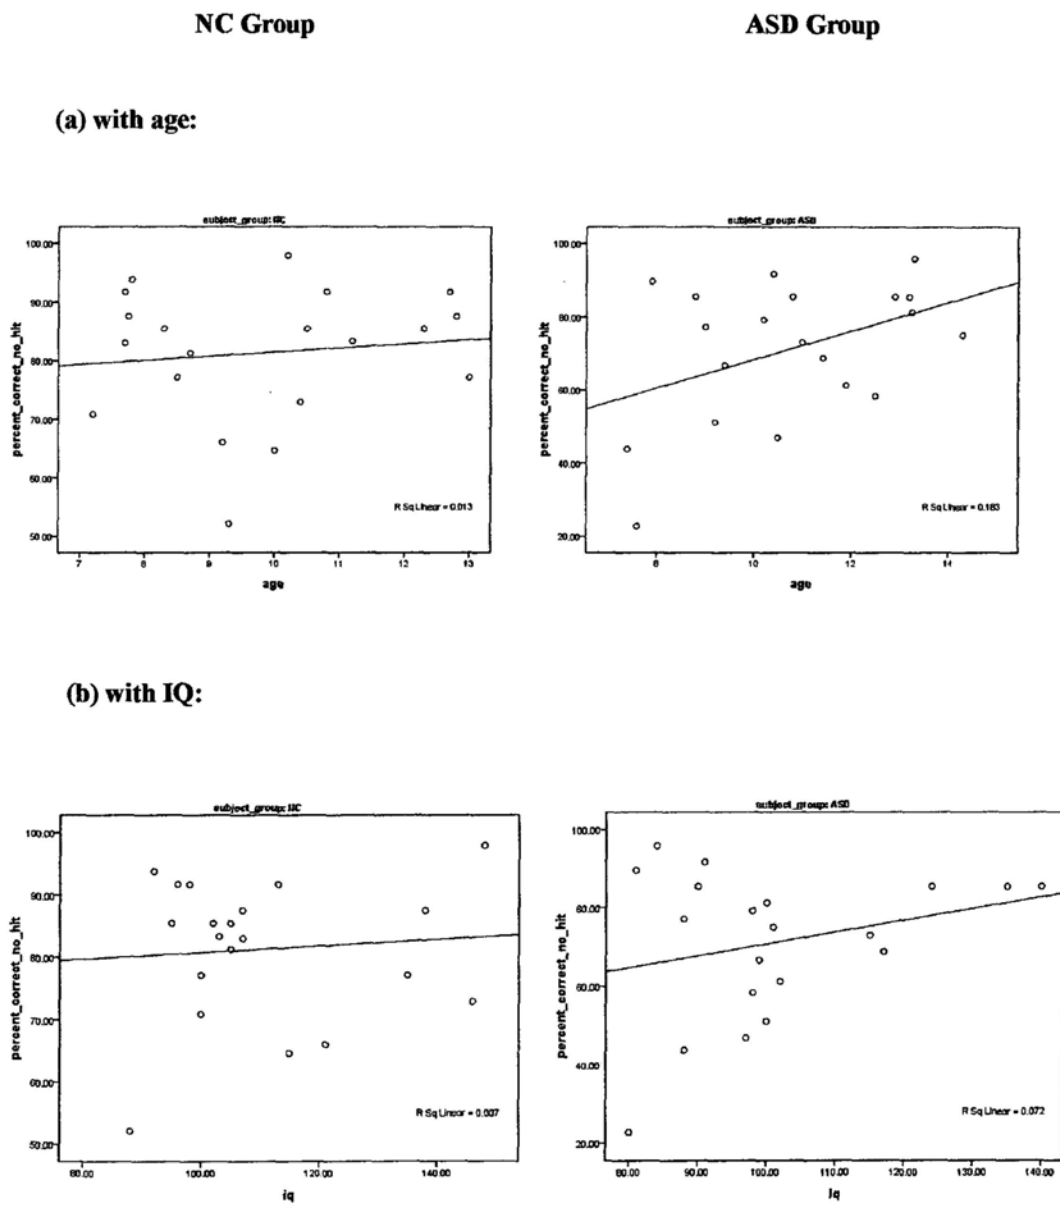 NC Group
ASD Group
(a) with age:
subject_group: NC
percent_correct_no_hit
100.00
90.00
80.00
70.00
60.00
50.00
R Sq Linear = 0.013
7 8 9 10 11 12 13
age
subject_group: ASD
percent_correct_no_hit
100.00
80.00
60.00
40.00
20.00
R Sq Linear = 0.183
8 10 12 14
age
(b) with IQ:
subject_group: NC
percent_correct_no_hit
100.00
90.00
80.00
70.00
60.00
50.00
R Sq Linear = 0.007
80.00 100.00 120.00 140.00
iq
subject_group: ASD
percent_correct_no_hit
100.00
80.00
60.00
40.00
20.00
R Sq Linear = 0.072
80.00 90.00 100.00 110.00 120.00 130.00 140.00
iq